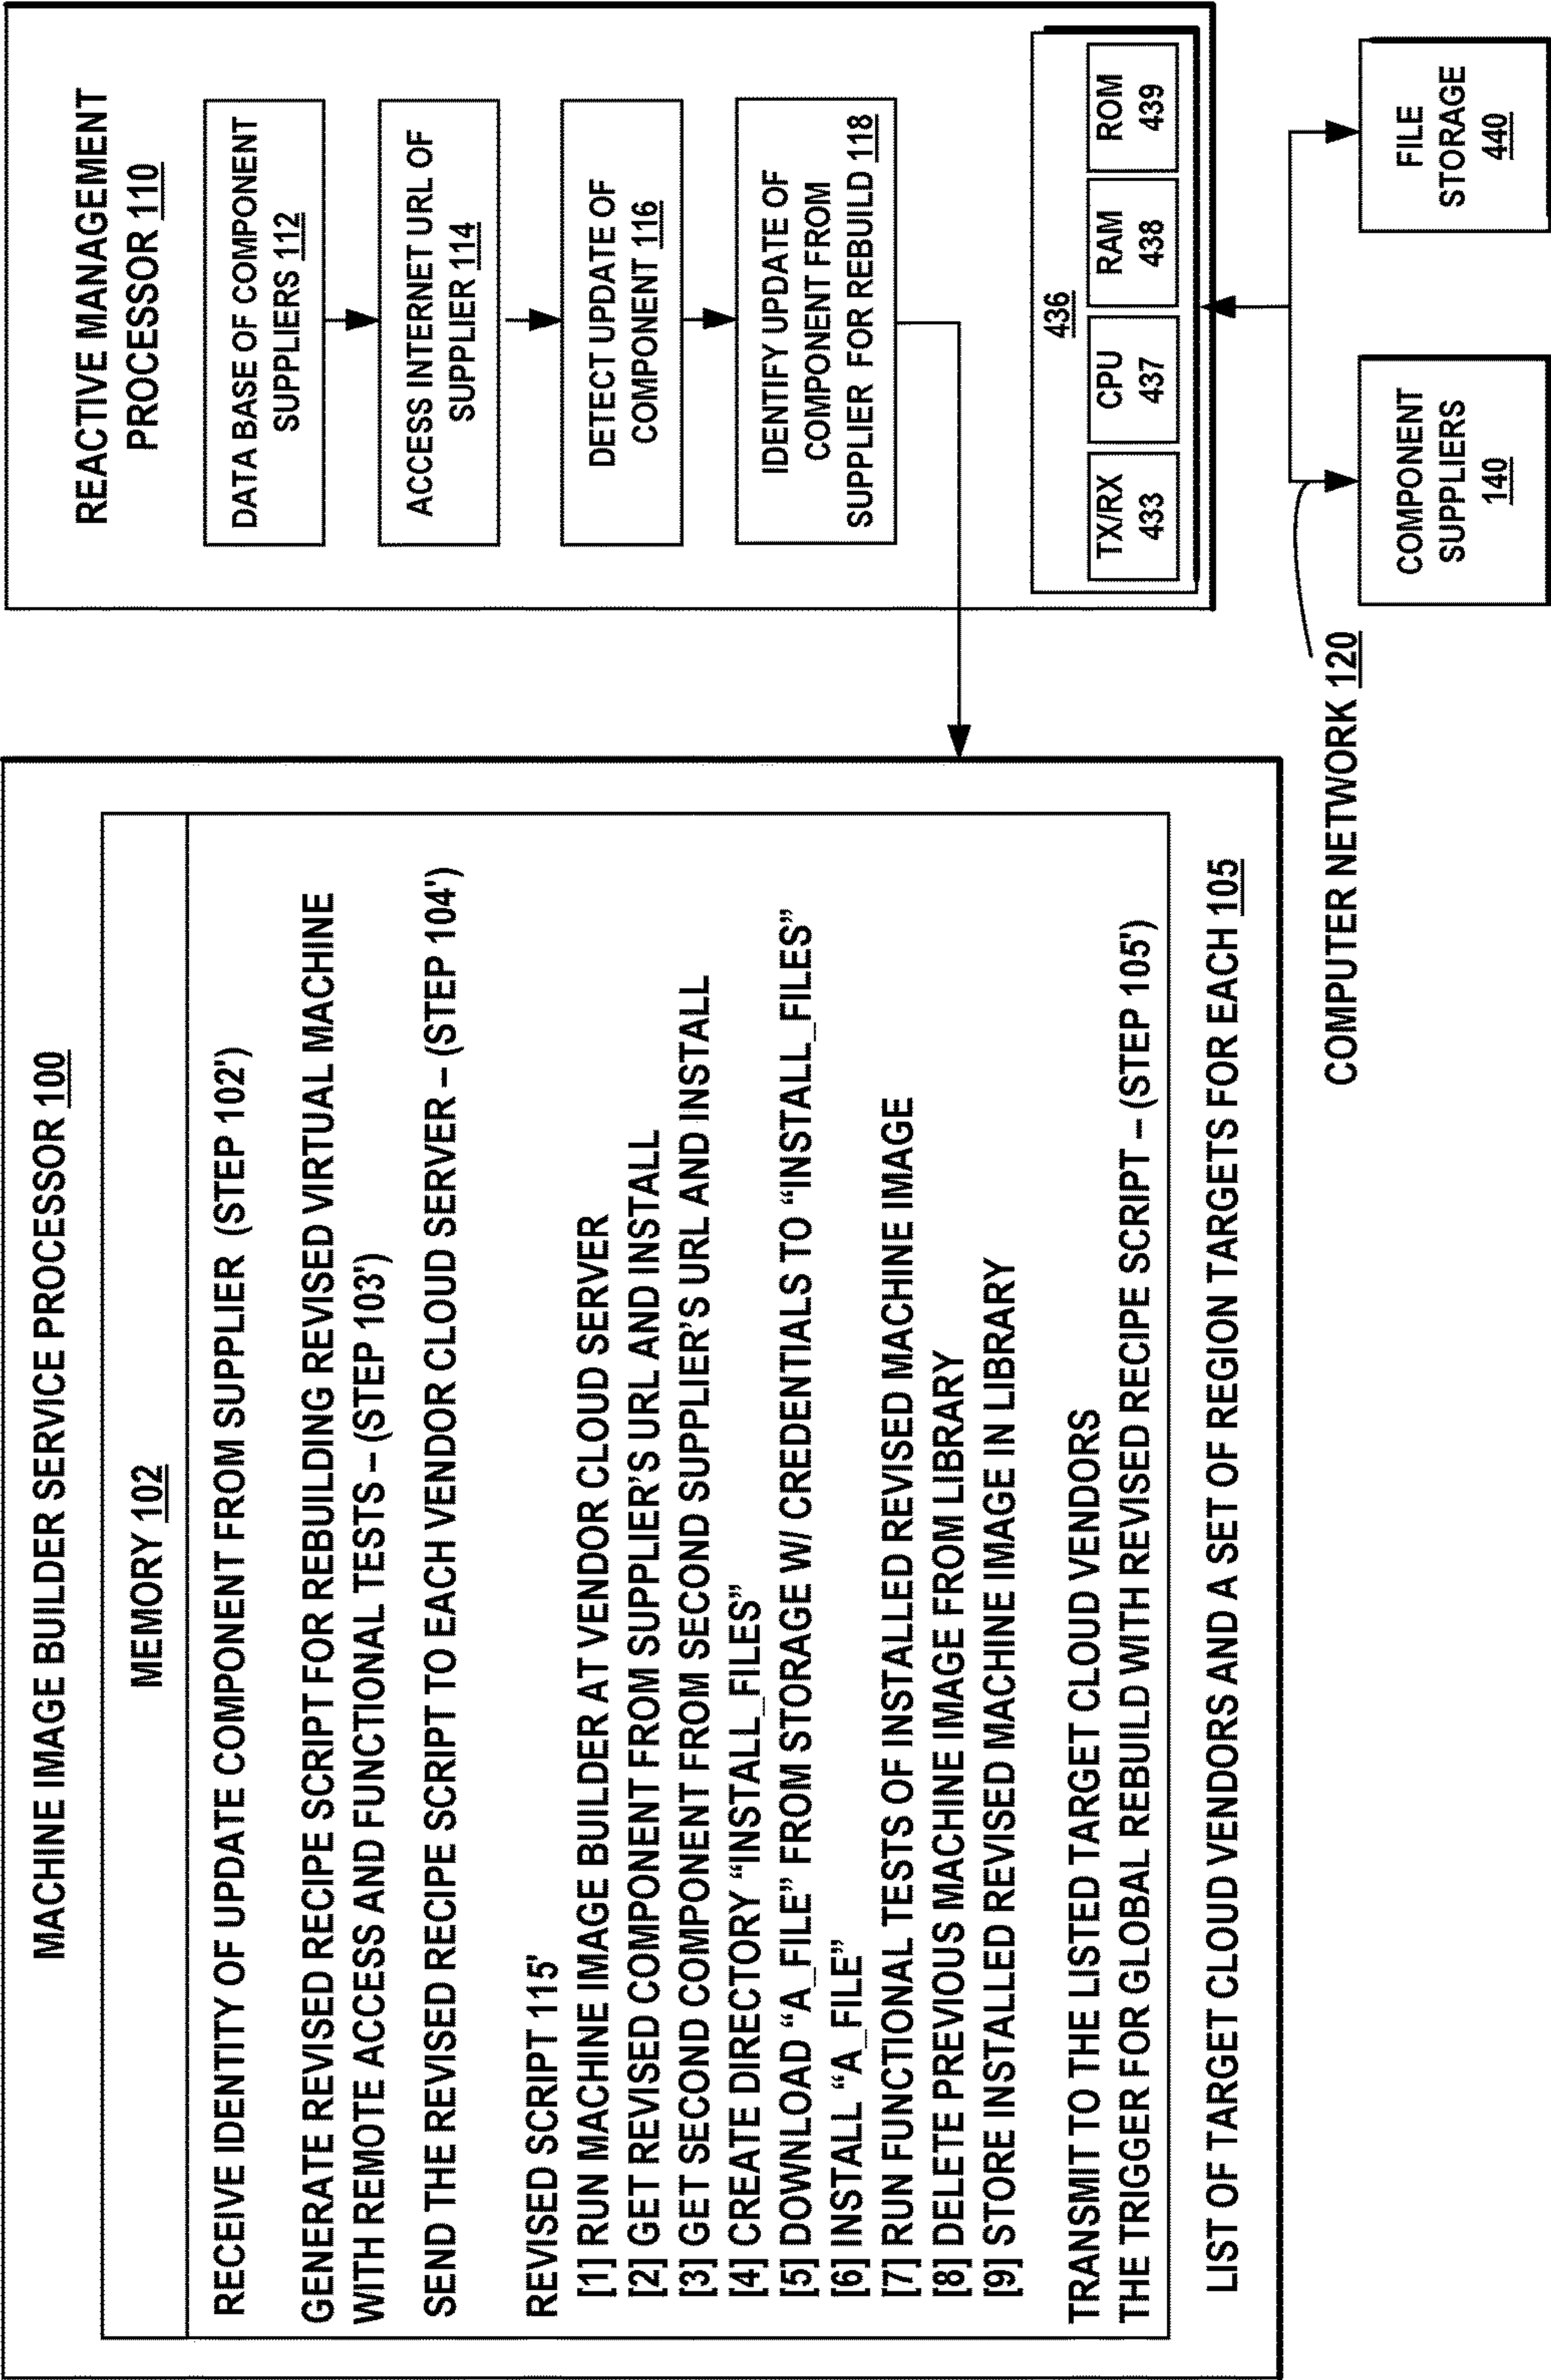 MACHINE IMAGE BUILDER SERVICE PROCESSOR 100
MEMORY 102
RECEIVE IDENTITY OF UPDATE COMPONENT FROM SUPPLIER (STEP 102')
GENERATE REVISED RECIPE SCRIPT FOR REBUILDING REVISED VIRTUAL MACHINE
WITH REMOTE ACCESS AND FUNCTIONAL TESTS – (STEP 103')
SEND THE REVISED RECIPE SCRIPT TO EACH VENDOR CLOUD SERVER – (STEP 104')
REVISED SCRIPT 115'
[1] RUN MACHINE IMAGE BUILDER AT VENDOR CLOUD SERVER
[2] GET REVISED COMPONENT FROM SUPPLIER'S URL AND INSTALL
[3] GET SECOND COMPONENT FROM SECOND SUPPLIER'S URL AND INSTALL
[4] CREATE DIRECTORY “INSTALL_FILES”
[5] DOWNLOAD “A_FILE” FROM STORAGE W/ CREDENTIALS TO “INSTALL_FILES”
[6] INSTALL “A_FILE”
[7] RUN FUNCTIONAL TESTS OF INSTALLED REVISED MACHINE IMAGE
[8] DELETE PREVIOUS MACHINE IMAGE FROM LIBRARY
[9] STORE INSTALLED REVISED MACHINE IMAGE IN LIBRARY
TRANSMIT TO THE LISTED TARGET CLOUD VENDORS
THE TRIGGER FOR GLOBAL REBUILD WITH REVISED RECIPE SCRIPT – (STEP 105')
LIST OF TARGET CLOUD VENDORS AND A SET OF REGION TARGETS FOR EACH 105
REACTIVE MANAGEMENT
PROCESSOR 110
DATA BASE OF COMPONENT
SUPPLIERS 112
ACCESS INTERNET URL OF
SUPPLIER 114
DETECT UPDATE OF
COMPONENT 116
IDENTIFY UPDATE OF
COMPONENT FROM
SUPPLIER FOR REBUILD 118
436
TX/RX
433
CPU
437
RAM
438
ROM
439
COMPUTER NETWORK 120
COMPONENT
SUPPLIERS
140
FILE
STORAGE
440